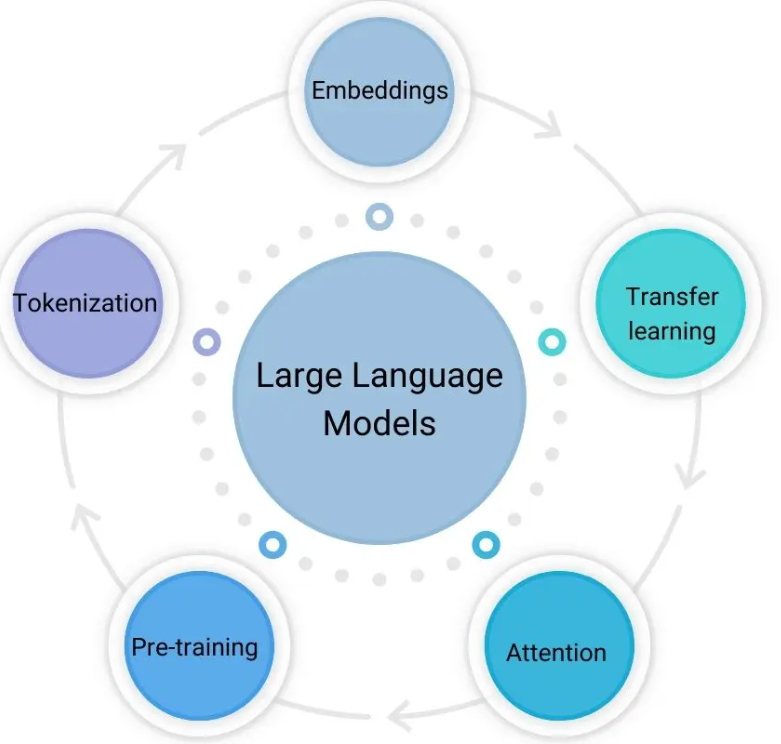 Embeddings
Tokenization
Transfer
learning
Large Language
Models
Pre-training
Attention